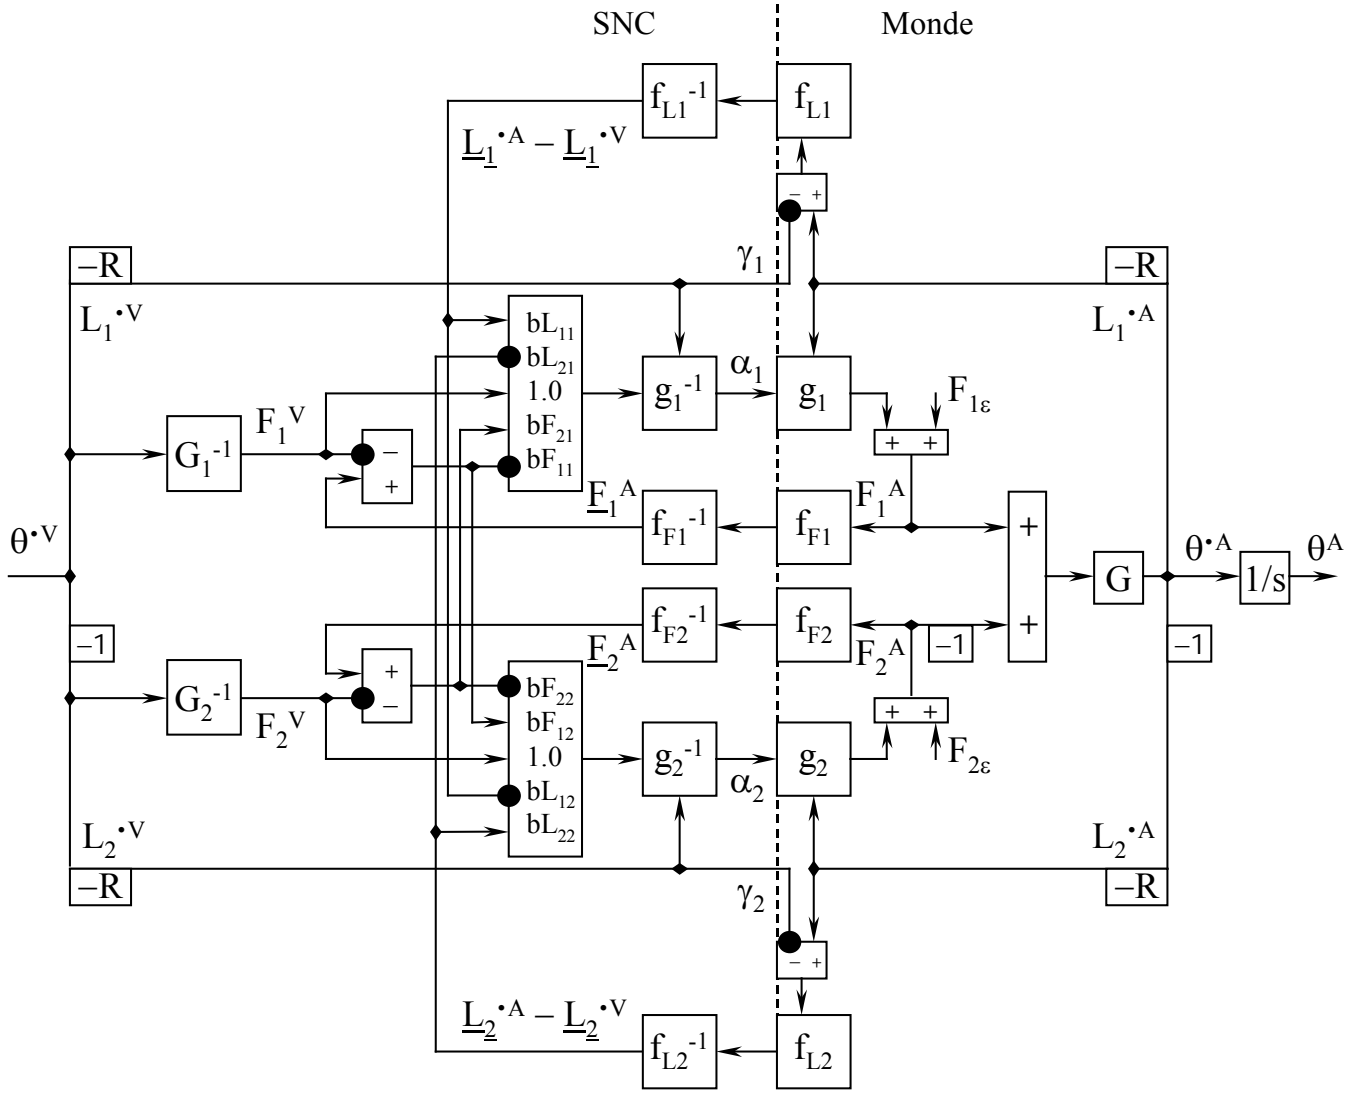 SNC Monde
f_L1^-1 f_L1
L_1^•A – L_1^•V
– +
–R γ_1 –R
L_1^•V L_1^•A
bL_11
bL_21
1.0
bF_21
bF_11
g_1^-1 α_1 g_1 F_1ε
+ +
G_1^-1 F_1^V –
+
F_1^A f_F1^-1 f_F1 F_1^A +
θ^•V G θ^•A 1/s θ^A
–1 F_2^A f_F2^-1 f_F2 F_2^A –1 + –1
G_2^-1 F_2^V +
–
bF_22
bF_12
1.0
bL_12
bL_22
+ +
g_2^-1 α_2 g_2 F_2ε
L_2^•V L_2^•A
–R γ_2 –R
– +
L_2^•A – L_2^•V
f_L2^-1 f_L2